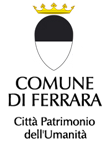 COMUNE
DI FERRARA
Città Patrimonio
dell'Umanità